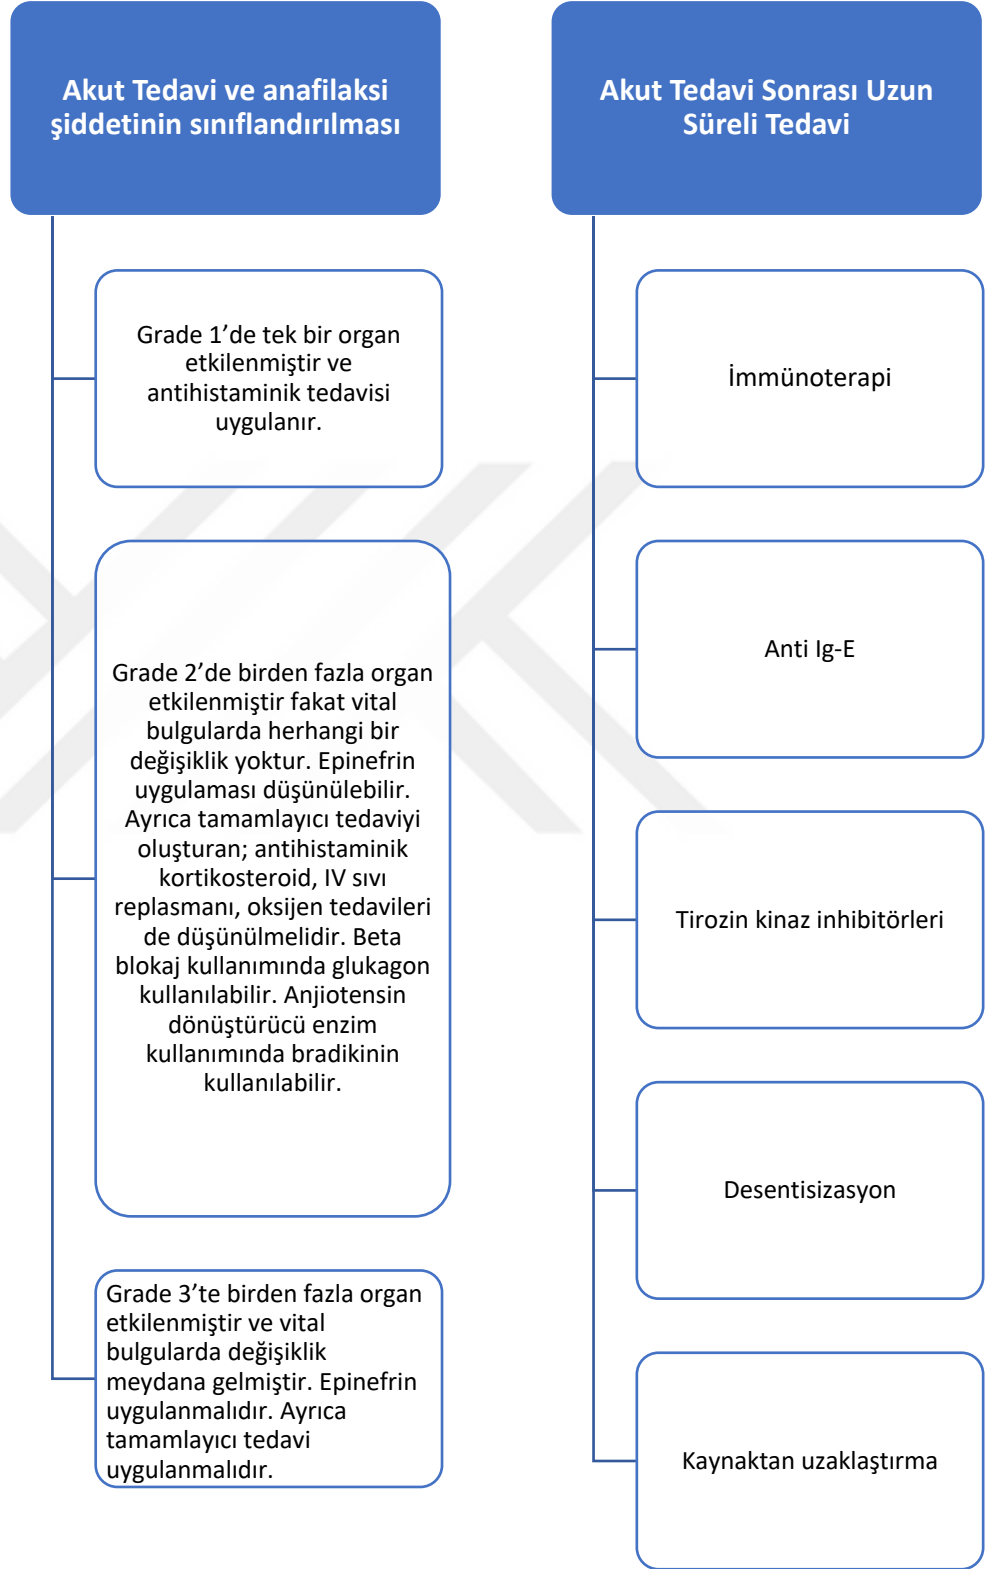 Akut Tedavi ve anafilaksi
şiddetinin sınıflandırılması
Grade 1’de tek bir organ
etkilenmiştir ve
antihistaminik tedavisi
uygulanır.
Grade 2’de birden fazla organ
etkilenmiştir fakat vital
bulgularda herhangi bir
değişiklik yoktur. Epinefrin
uygulaması düşünülebilir.
Ayrıca tamamlayıcı tedaviyi
oluşturan; antihistaminik
kortikosteroid, IV sıvı
replasmanı, oksijen tedavileri
de düşünülmelidir. Beta
blokaj kullanımında glukagon
kullanılabilir. Anjiotensin
dönüştürücü enzim
kullanımında bradikinin
kullanılabilir.
Grade 3’te birden fazla organ
etkilenmiştir ve vital
bulgularda değişiklik
meydana gelmiştir. Epinefrin
uygulanmalıdır. Ayrıca
tamamlayıcı tedavi
uygulanmalıdır.
Akut Tedavi Sonrası Uzun
Süreli Tedavi
İmmünoterapi
Anti Ig-E
Tirozin kinaz inhibitörleri
Desentisizasyon
Kaynaktan uzaklaştırma